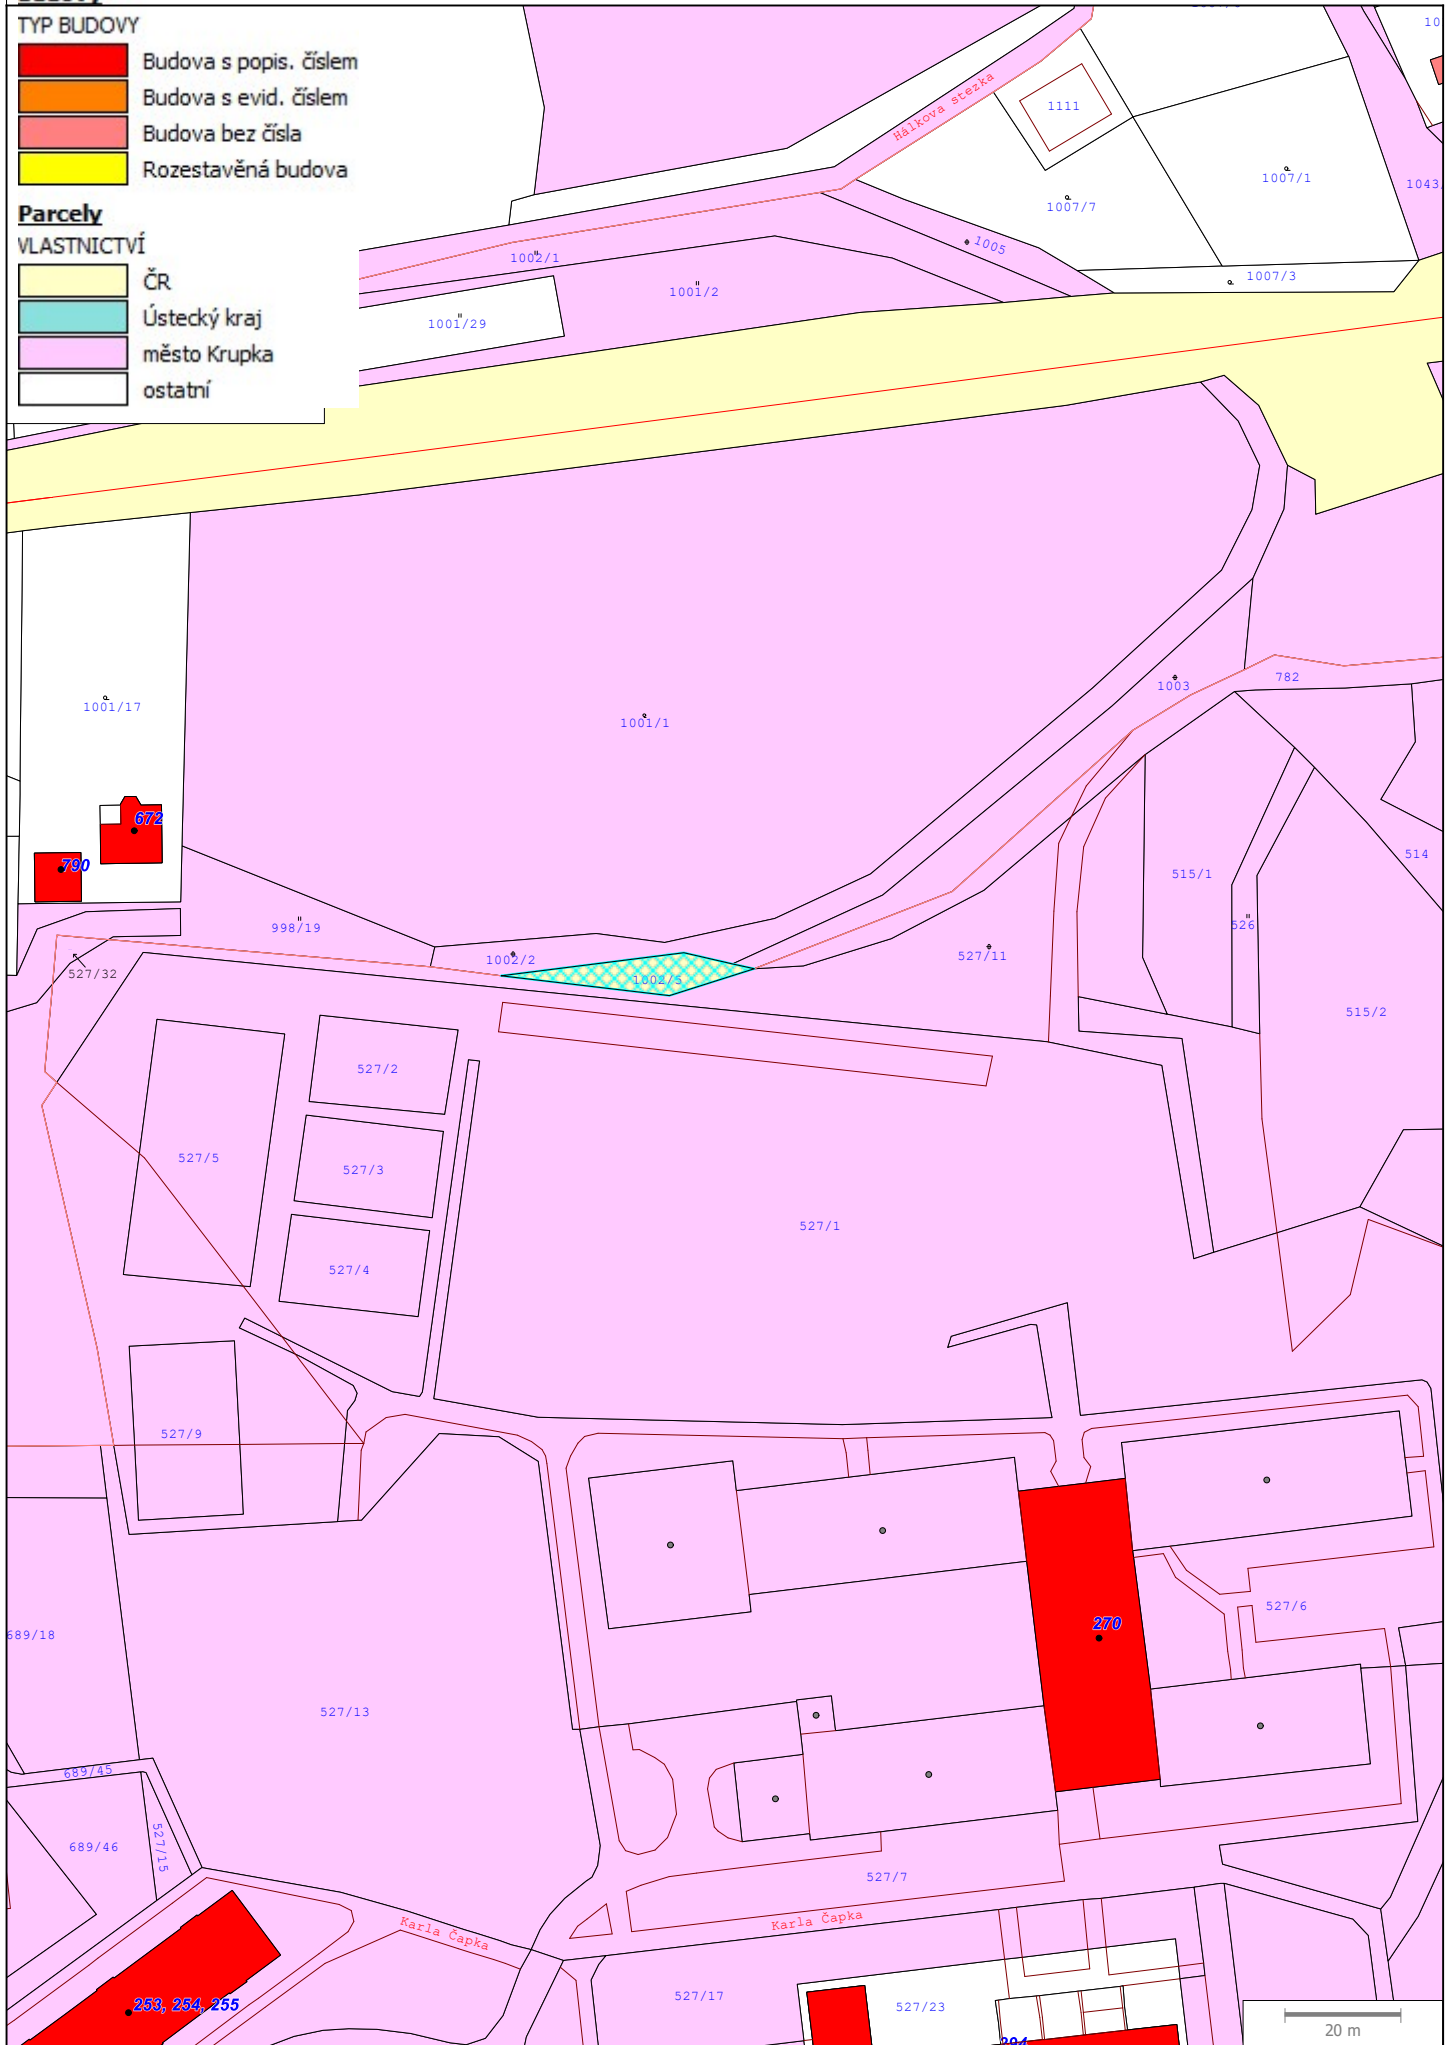 TYP BUDOVY
Budova s popis. číslem
Budova s evid. číslem
Budova bez čísla
Rozestavěná budova
Parcely
VLASTNICTVÍ
ČR
Ústecký kraj
město Krupka
ostatní
Hálkova stezka
1111
1007/1
1007/7
1043
1005
1002/1
1007/3
1001/2
1001/29
1003
782
1001/17
1001/1
672
790
514
515/1
526
998/19
1002/2
527/11
527/32
1002/5
515/2
527/2
527/5
527/3
527/1
527/4
527/9
527/6
270
689/18
527/13
689/45
689/46
527/15
527/7
Karla Čapka
Karla Čapka
527/17
527/23
253, 254, 255
20 m